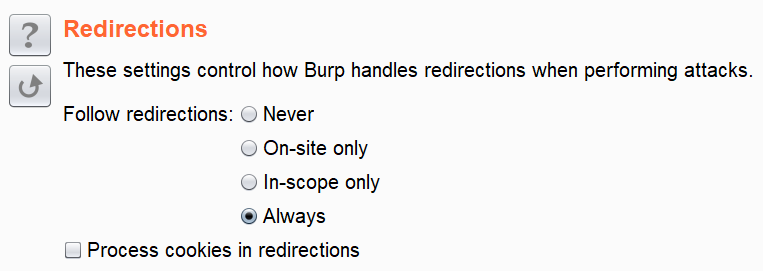 ?
Redirections
These settings control how Burp handles redirections when performing attacks.
Follow redirections: Never
On-site only
In-scope only
Always
Process cookies in redirections